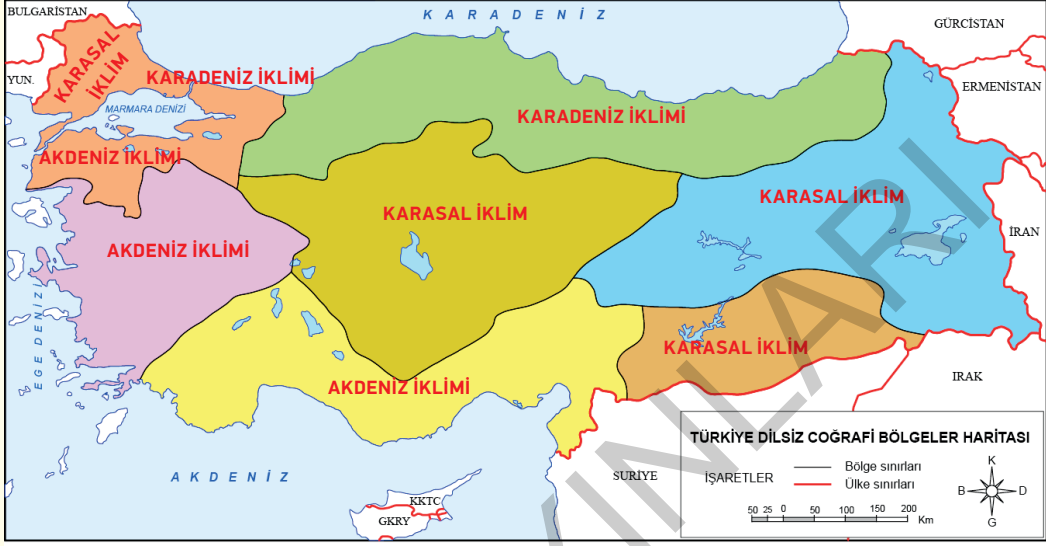 BULGARİSTAN
KARADENİZ
GÜRCİSTAN
YUN.
KARASAL
İKLİM
KARADENİZ İKLİMİ
ERMENİSTAN
MARMARA DENİZİ
KARADENİZ İKLİMİ
AKDENİZ İKLİMİ
KARASAL İKLİM
KARASAL İKLİM
İRAN
AKDENİZ İKLİMİ
EGE DENİZİ
KARASAL İKLİM
AKDENİZ İKLİMİ
IRAK
AKDENİZ
SURİYE
KKTC
GKRY
TÜRKİYE DİLSİZ COĞRAFİ BÖLGELER HARİTASI
İŞARETLER
Bölge sınırları
Ülke sınırları
K
B
D
G
50 25 0 50 100 150 200
Km
YINLARI